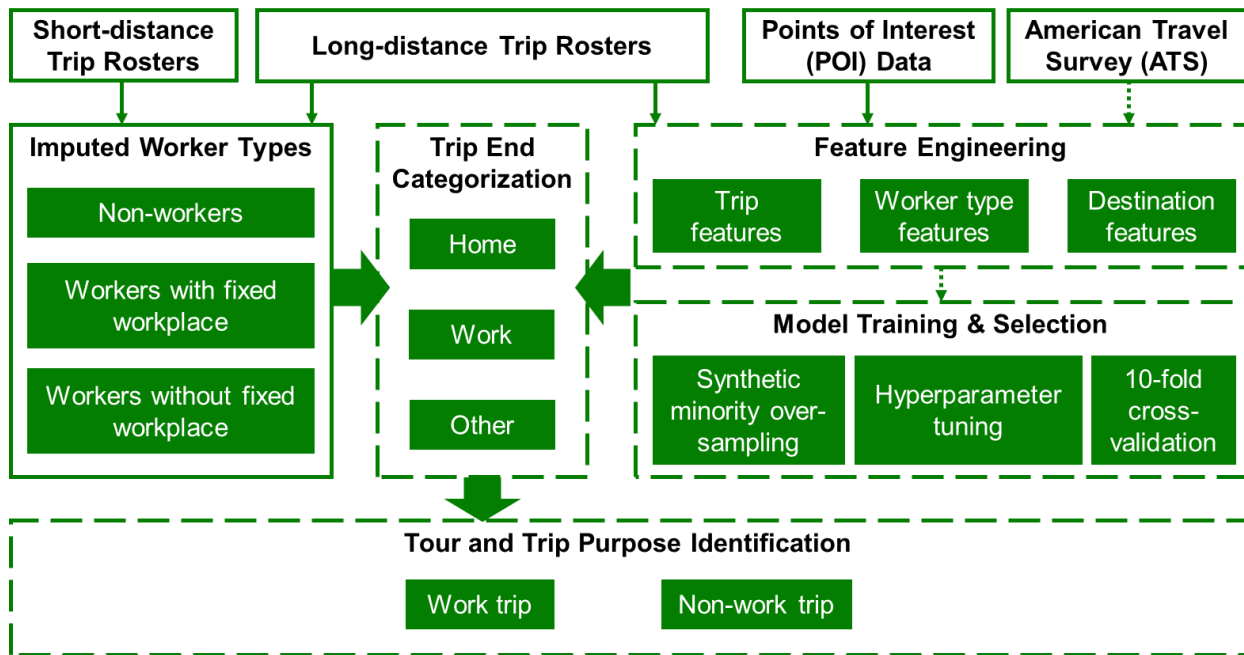 Short-distance
Trip Rosters
Long-distance Trip Rosters
Points of Interest
(POI) Data
American Travel
Survey (ATS)
Imputed Worker Types
Non-workers
Workers with fixed
workplace
Workers without fixed
workplace
Trip End
Categorization
Home
Work
Other
Feature Engineering
Trip
features
Worker type
features
Destination
features
Model Training & Selection
Synthetic
minority over-
sampling
Hyperparameter
tuning
10-fold
cross-
validation
Tour and Trip Purpose Identification
Work trip
Non-work trip